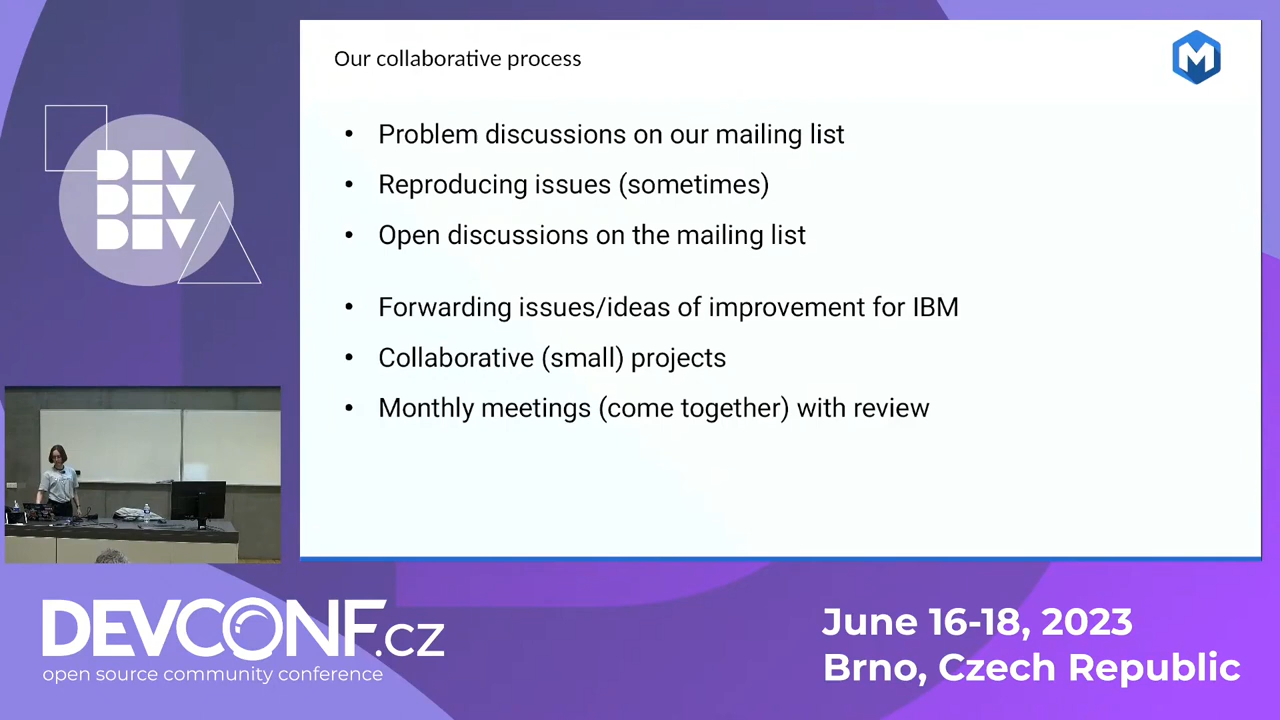 Our collaborative process
M
• Problem discussions on our mailing list
• Reproducing issues (sometimes)
• Open discussions on the mailing list
• Forwarding issues/ideas of improvement for IBM
• Collaborative (small) projects
• Monthly meetings (come together) with review
DEV
DEV
DEV
DEVCONF.CZ
open source community conference
June 16-18, 2023
Brno, Czech Republic